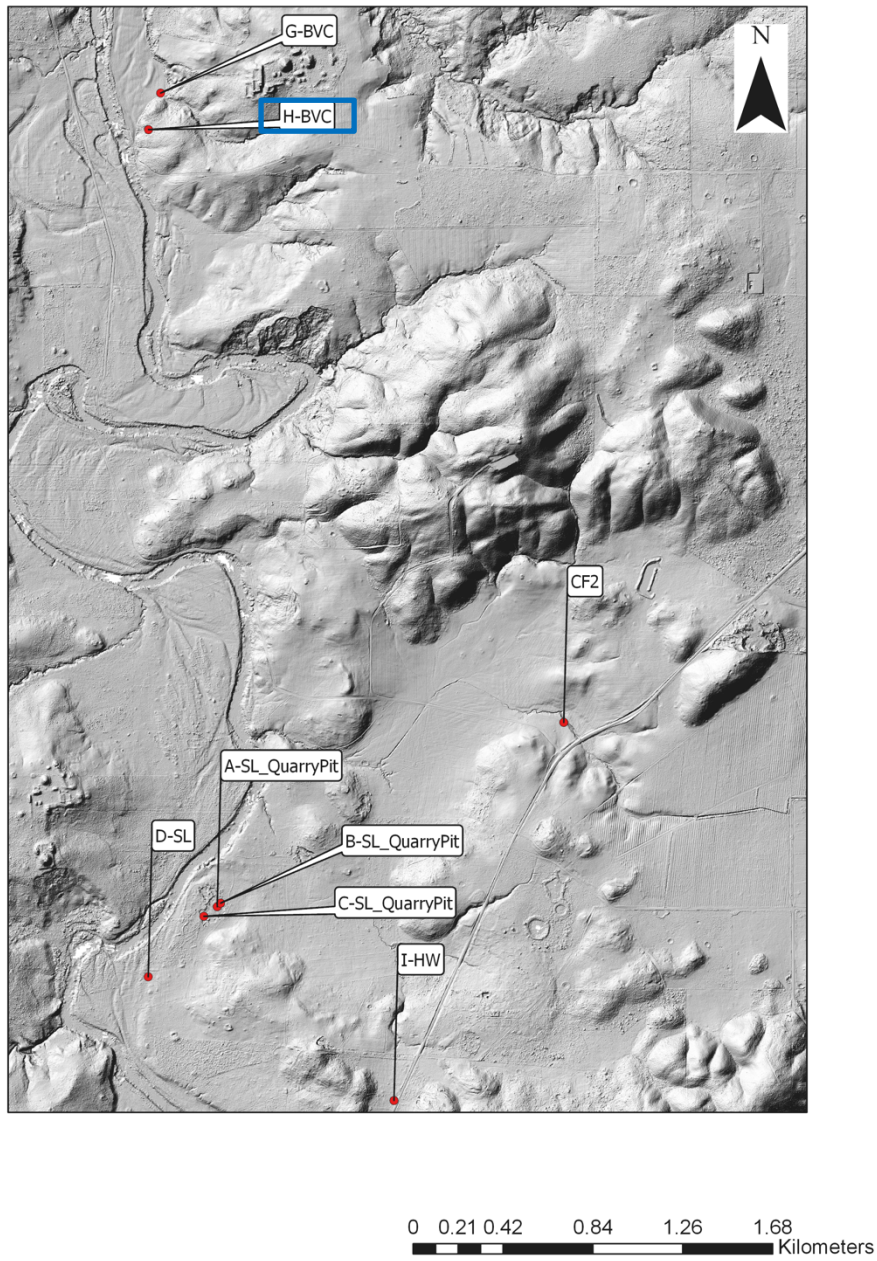 G-BVC
N
H-BVC
CF2
A-SL_QuarryPit
D-SL
B-SL_QuarryPit
C-SL_QuarryPit
I-HW
0 0.21 0.42 0.84 1.26 1.68
Kilometers